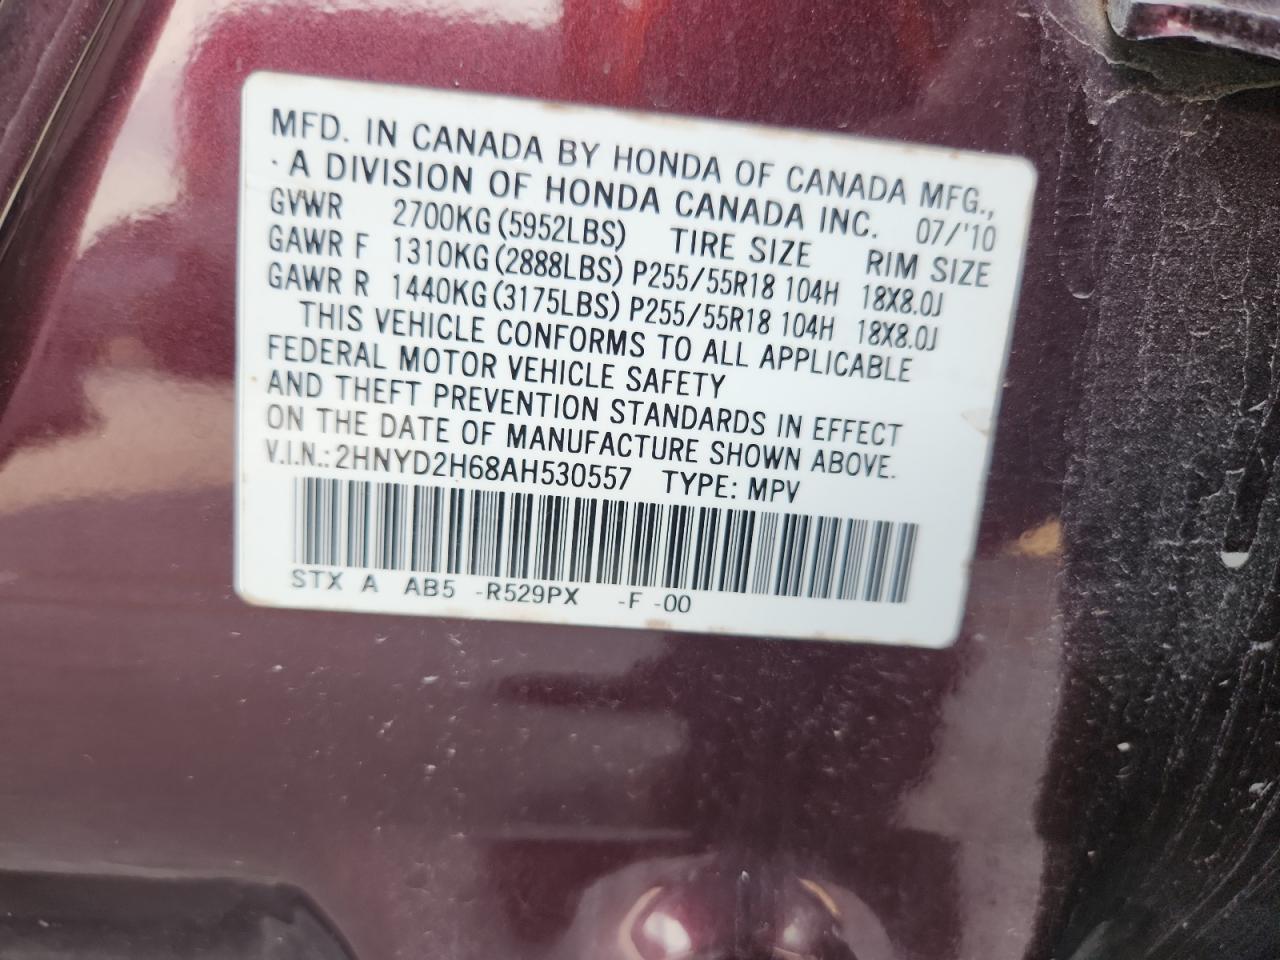 MFD. IN CANADA BY HONDA OF CANADA MFG.,
· A DIVISION OF HONDA CANADA INC. 07/'10
GVWR 2700KG (5952LBS) TIRE SIZE RIM SIZE
GAWR F 1310KG (2888LBS) P255/55R18 104H 18X8.0J
GAWR R 1440KG (3175LBS) P255/55R18 104H 18X8.0J
THIS VEHICLE CONFORMS TO ALL APPLICABLE
FEDERAL MOTOR VEHICLE SAFETY
AND THEFT PREVENTION STANDARDS IN EFFECT
ON THE DATE OF MANUFACTURE SHOWN ABOVE.
V.I.N.: 2HNYD2H68AH530557 TYPE: MPV
STX A AB5 -R529PX -F -00